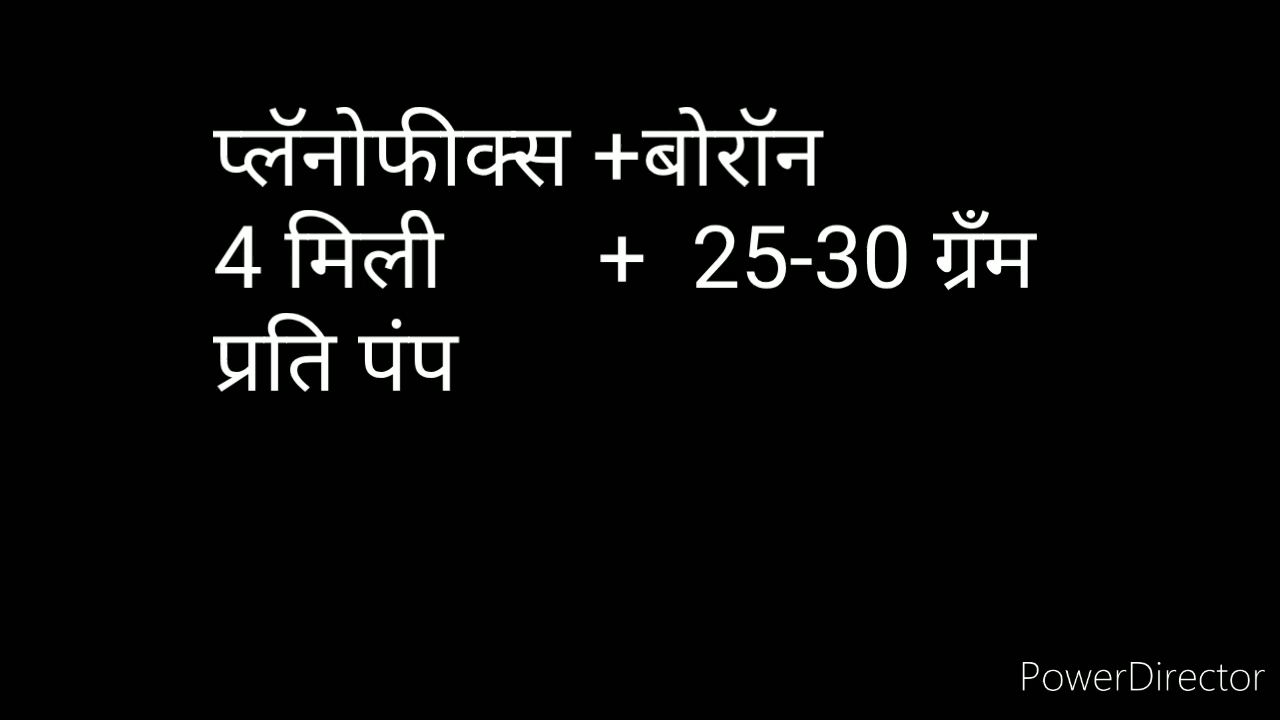 प्लॅनोफीक्स +बोरॉन
4 मिली + 25-30 ग्रँम
प्रति पंप
PowerDirector